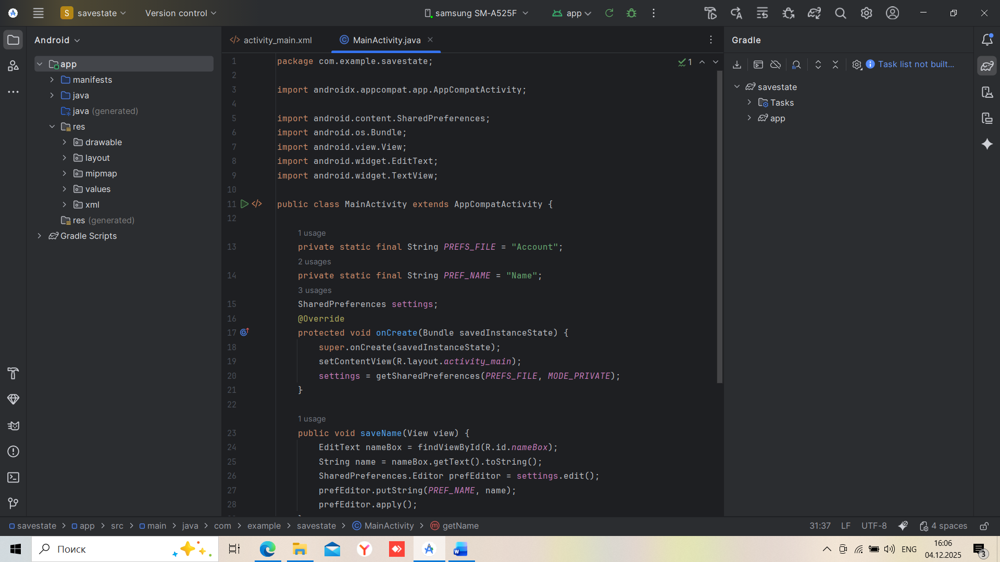 S savestate Version control samsung SM-A525F app
Android
app
manifests
java
java (generated)
res
drawable
layout
mipmap
values
xml
res (generated)
Gradle Scripts
activity_main.xml MainActivity.java
1
1 package com.example.savestate;
2
3 import androidx.appcompat.app.AppCompatActivity;
4
5 import android.content.SharedPreferences;
6 import android.os.Bundle;
7 import android.view.View;
8 import android.widget.EditText;
9 import android.widget.TextView;
10
11 public class MainActivity extends AppCompatActivity {
12
1 usage
13 private static final String PREFS_FILE = "Account";
2 usages
14 private static final String PREF_NAME = "Name";
3 usages
15 SharedPreferences settings;
16 @Override
17 protected void onCreate(Bundle savedInstanceState) {
18 super.onCreate(savedInstanceState);
19 setContentView(R.layout.activity_main);
20 settings = getSharedPreferences(PREFS_FILE, MODE_PRIVATE);
21 }
22
1 usage
23 public void saveName(View view) {
24 EditText nameBox = findViewById(R.id.nameBox);
25 String name = nameBox.getText().toString();
26 SharedPreferences.Editor prefEditor = settings.edit();
27 prefEditor.putString(PREF_NAME, name);
28 prefEditor.apply();
Gradle
Task list not built...
savestate
Tasks
app
savestate app src main java com example savestate MainActivity getName 31:37 LF UTF-8 4 spaces
Поиск
ENG
16:06
04.12.2025
3